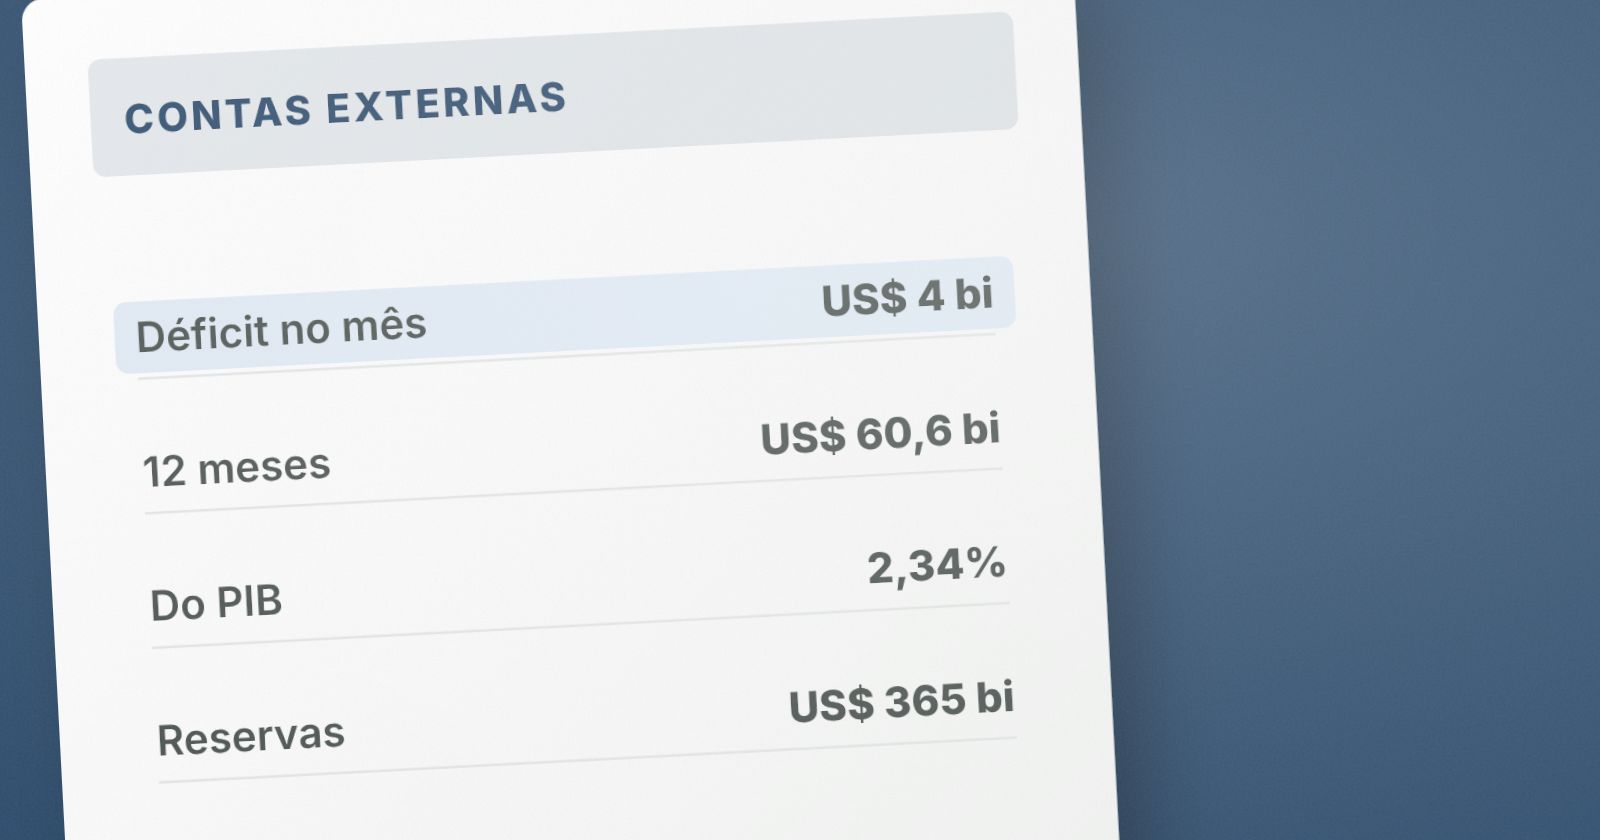 CONTAS EXTERNAS
Déficit no mês US$ 4 bi
12 meses US$ 60,6 bi
Do PIB 2,34%
Reservas US$ 365 bi